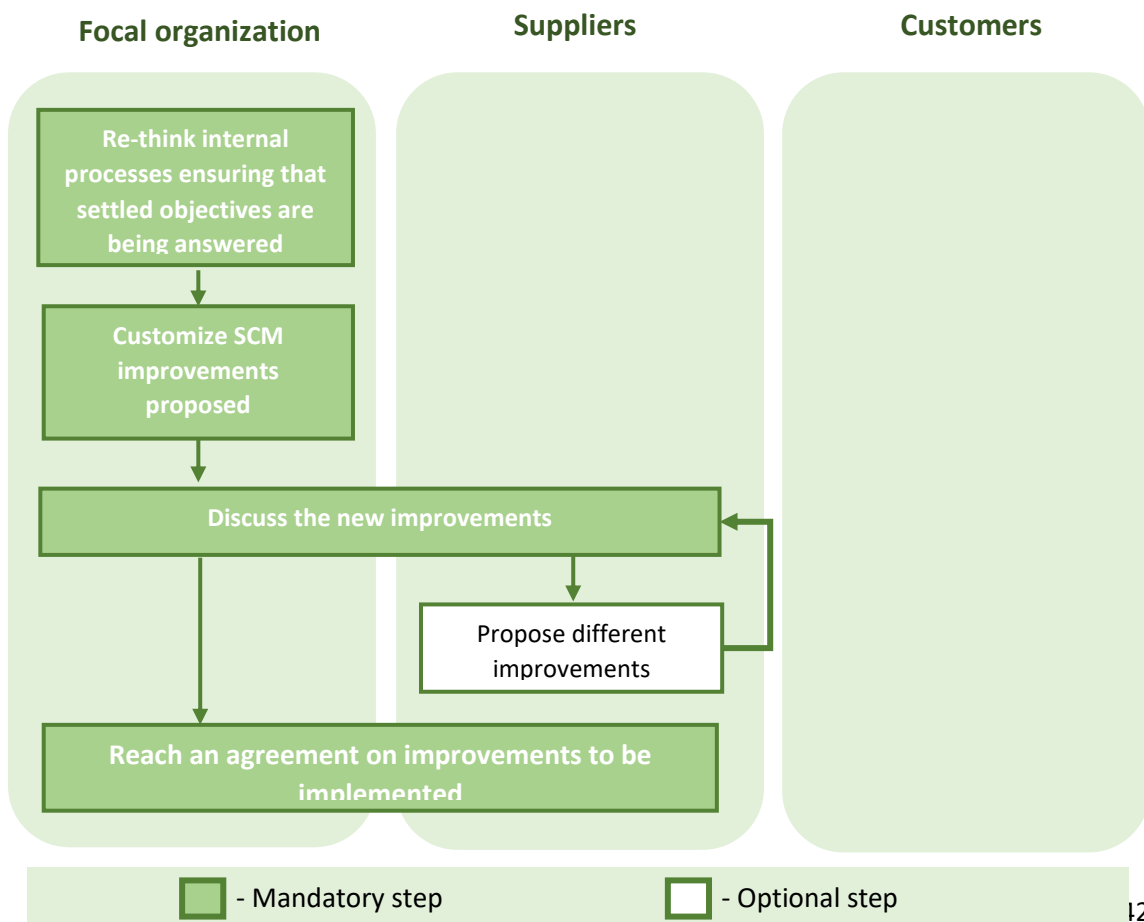 Focal organization
Suppliers
Customers
Re-think internal
processes ensuring that
settled objectives are
being answered
Customize SCM
improvements
proposed
Discuss the new improvements
Propose different
improvements
Reach an agreement on improvements to be
implemented
- Mandatory step
- Optional step